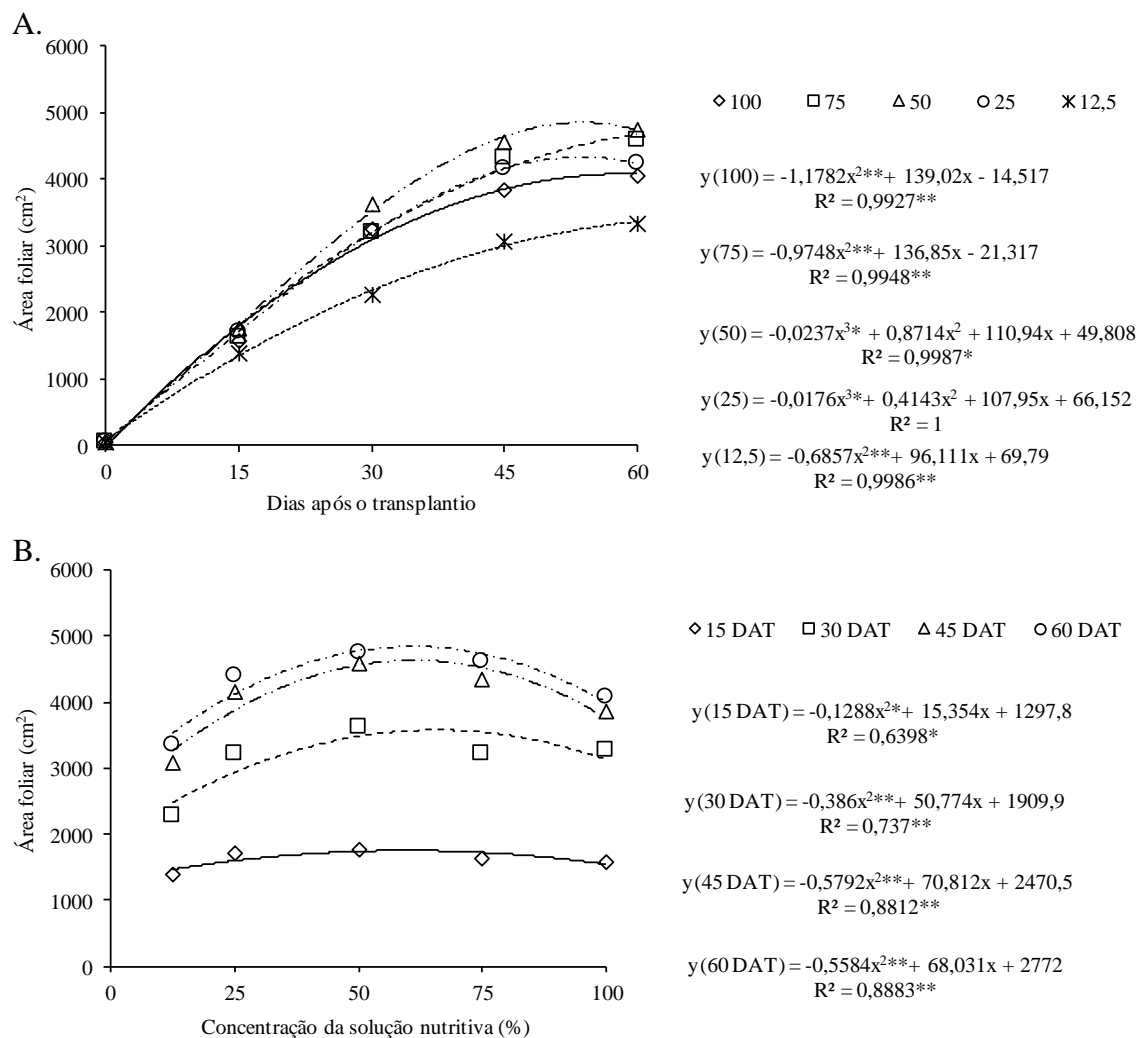 A.
6000
5000
4000
3000
2000
1000
0
0 15 30 45 60
Área foliar (cm²)
Dias após o transplantio
100 75 50 25 12,5
y(100) = -1,1782x²**+ 139,02x - 14,517
R² = 0,9927**
y(75) = -0,9748x²**+ 136,85x - 21,317
R² = 0,9948**
y(50) = -0,0237x³* + 0,8714x² + 110,94x + 49,808
R² = 0,9987*
y(25) = -0,0176x³*+ 0,4143x² + 107,95x + 66,152
R² = 1
y(12,5) = -0,6857x²**+ 96,111x + 69,79
R² = 0,9986**
B.
6000
5000
4000
3000
2000
1000
0
0 25 50 75 100
Área foliar (cm²)
Concentração da solução nutritiva (%)
15 DAT 30 DAT 45 DAT 60 DAT
y(15 DAT) = -0,1288x²*+ 15,354x + 1297,8
R² = 0,6398*
y(30 DAT) = -0,386x²**+ 50,774x + 1909,9
R² = 0,737**
y(45 DAT) = -0,5792x²**+ 70,812x + 2470,5
R² = 0,8812**
y(60 DAT) = -0,5584x²**+ 68,031x + 2772
R² = 0,8883**